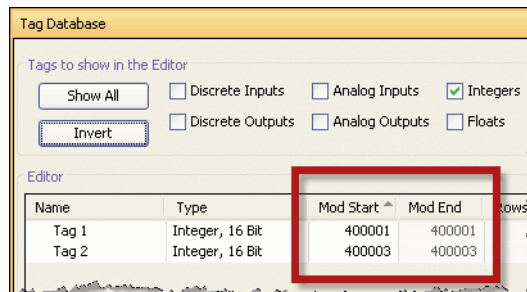 Tag Database
Tags to show in the Editor
Show All
Discrete Inputs
Analog Inputs
Integers
Invert
Discrete Outputs
Analog Outputs
Floats
Editor
Name Type Mod Start Mod End Rows
Tag 1 Integer, 16 Bit 400001 400001
Tag 2 Integer, 16 Bit 400003 400003